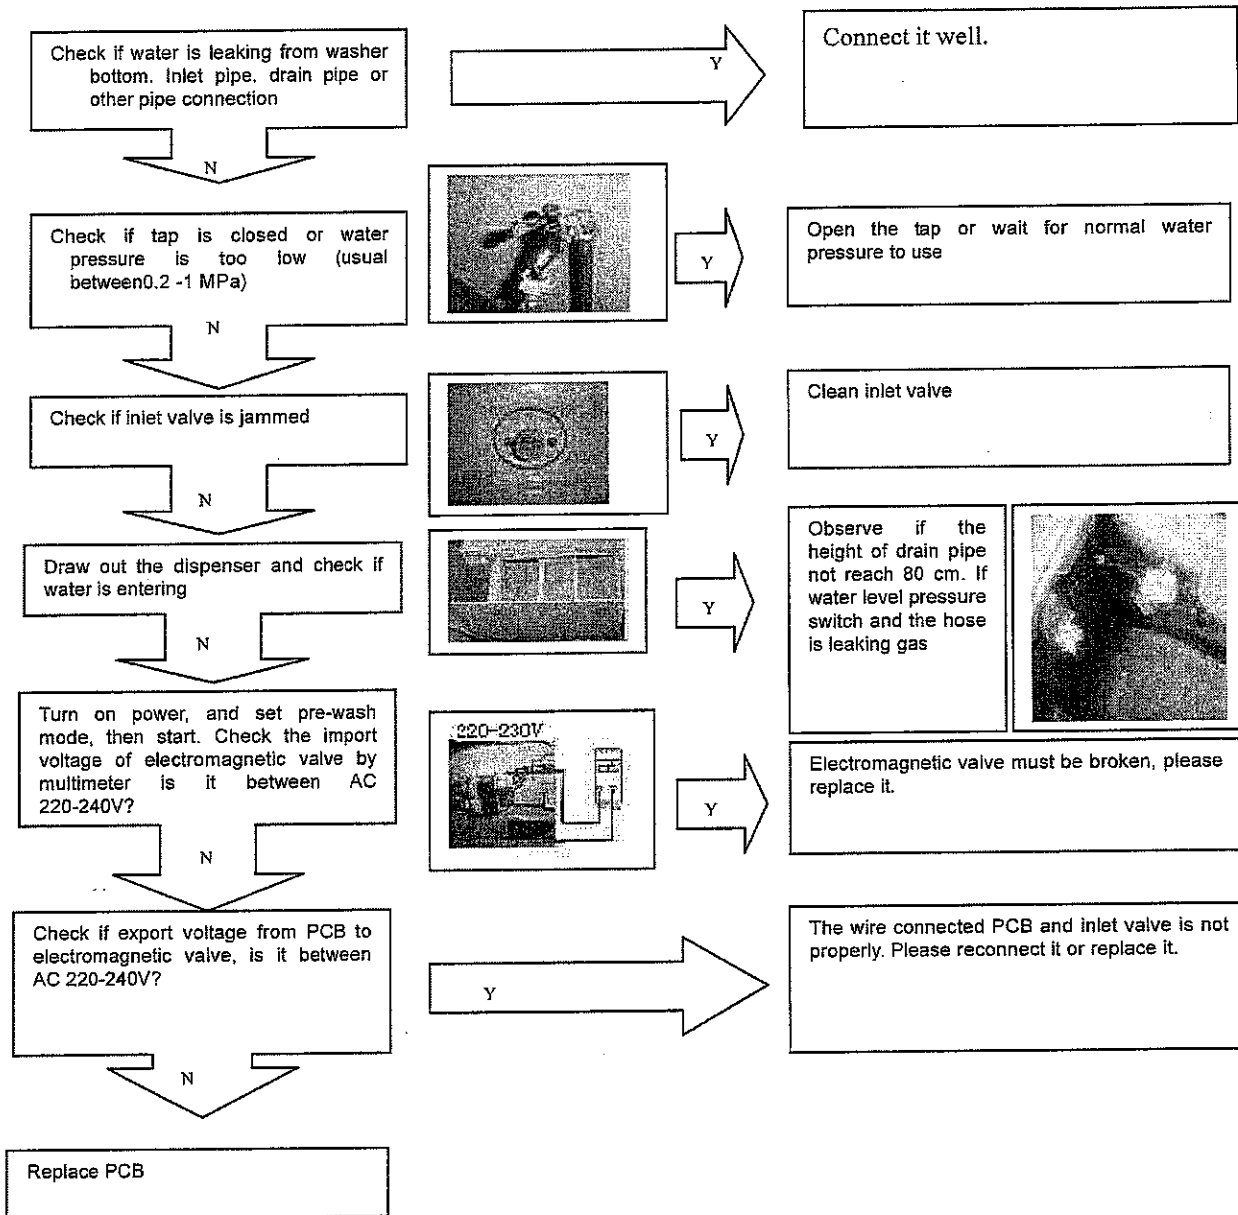 Check if water is leaking from washer
bottom. Inlet pipe, drain pipe or
other pipe connection
Y
Connect it well.
N
Check if tap is closed or water
pressure is too low (usual
between0.2 -1 MPa)
Y
Open the tap or wait for normal water
pressure to use
N
Check if inlet valve is jammed
Y
Clean inlet valve
N
Draw out the dispenser and check if
water is entering
Y
Observe if the
height of drain pipe
not reach 80 cm. If
water level pressure
switch and the hose
is leaking gas
N
Turn on power, and set pre-wash
mode, then start. Check the import
voltage of electromagnetic valve by
multimeter is it between AC
220-240V?
220-230V
Y
Electromagnetic valve must be broken, please
replace it.
N
Check if export voltage from PCB to
electromagnetic valve, is it between
AC 220-240V?
Y
The wire connected PCB and inlet valve is not
properly. Please reconnect it or replace it.
N
Replace PCB